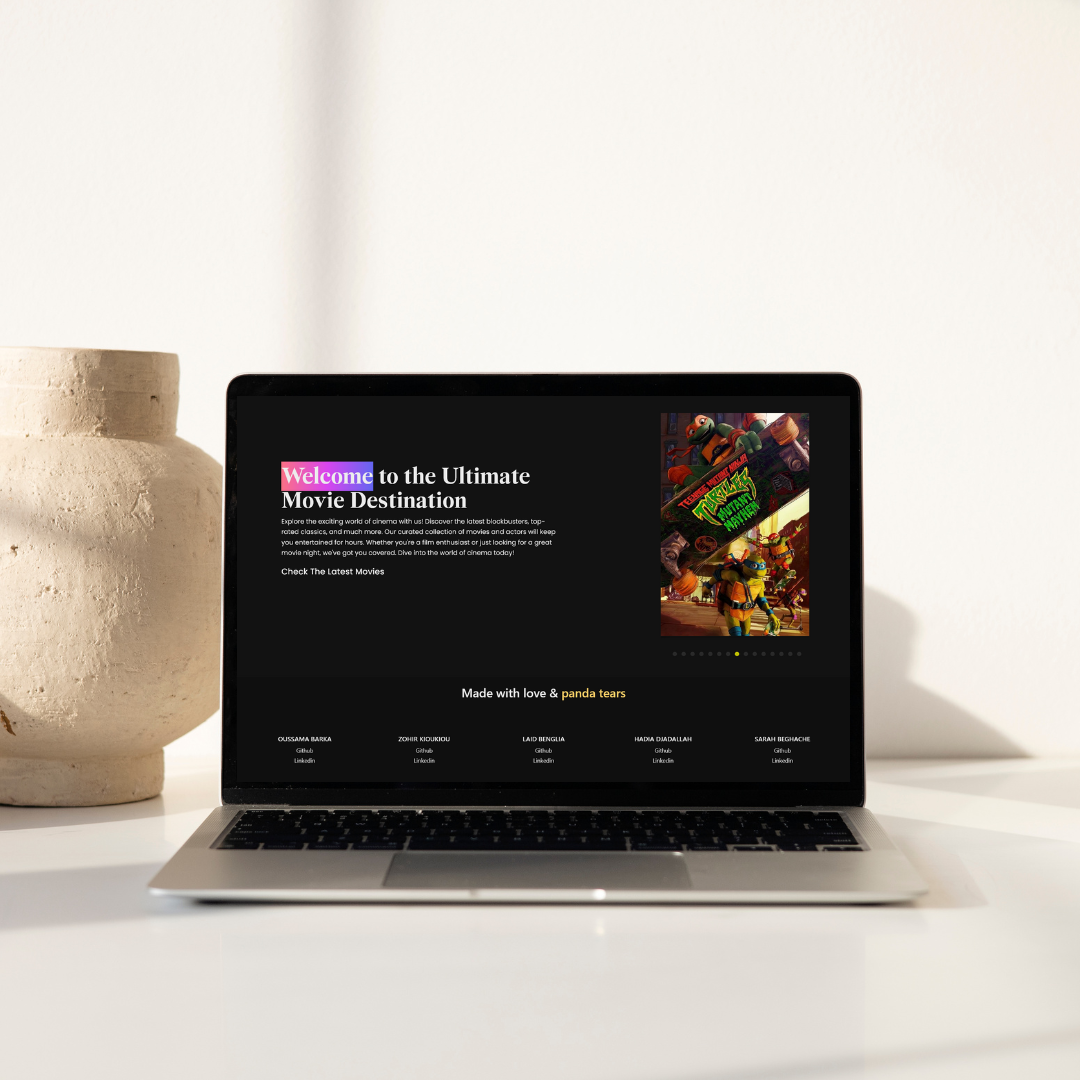 Welcome to the Ultimate
Movie Destination
Explore the exciting world of cinema with us! Discover the latest blockbusters, top-
rated classics, and much more. Our curated collection of movies and actors will keep
you entertained for hours. Whether you're a film enthusiast or just looking for a great
movie night, we've got you covered. Dive into the world of cinema today!
Check The Latest Movies
TEENAGE MUTANT NINJA
TURTLES
MUTANT
MAYHEM
Made with love & panda tears
OUSSAMA BARKA
Github
Linkedin
ZOHIR KIOUKIOU
Github
Linkedin
LAID BENGLIA
Github
Linkedin
HADIA DJADALLAH
Github
Linkedin
SARAH BEGHACHE
Github
Linkedin